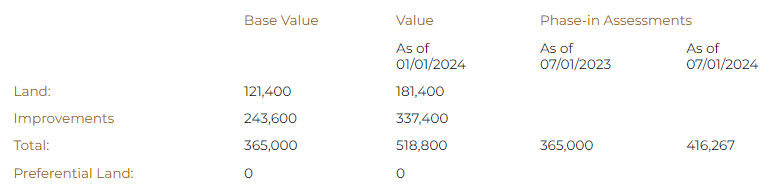 Base Value Value Phase-in Assessments
As of As of As of
01/01/2024 07/01/2023 07/01/2024
Land: 121,400 181,400
Improvements 243,600 337,400
Total: 365,000 518,800 365,000 416,267
Preferential Land: 0 0